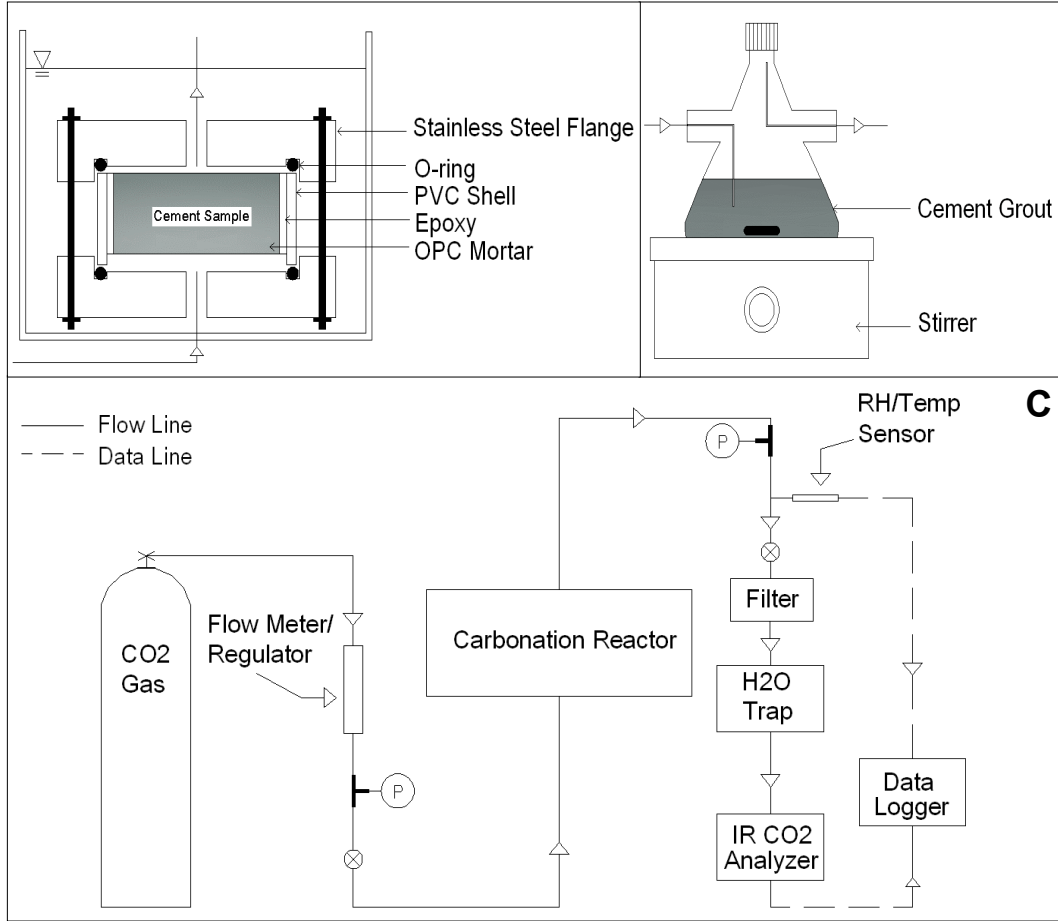 Stainless Steel Flange
O-ring
PVC Shell
Epoxy
OPC Mortar
Cement Sample
Cement Grout
Stirrer
C
Flow Line
Data Line
RH/Temp
Sensor
P
CO2
Gas
Flow Meter/
Regulator
P
Carbonation Reactor
Filter
H2O
Trap
IR CO2
Analyzer
Data
Logger